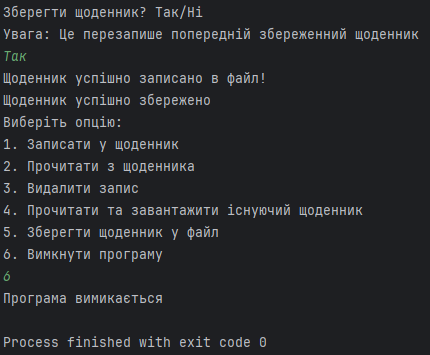 Зберегти щоденник? Так/Ні
Увага: Це перезапише попередній збереженний щоденник
Так
Щоденник успішно записано в файл!
Щоденник успішно збережено
Виберіть опцію:
1. Записати у щоденник
2. Прочитати з щоденника
3. Видалити запис
4. Прочитати та завантажити існуючий щоденник
5. Зберегти щоденник у файл
6. Вимкнути програму
6
Програма вимикається
Process finished with exit code 0